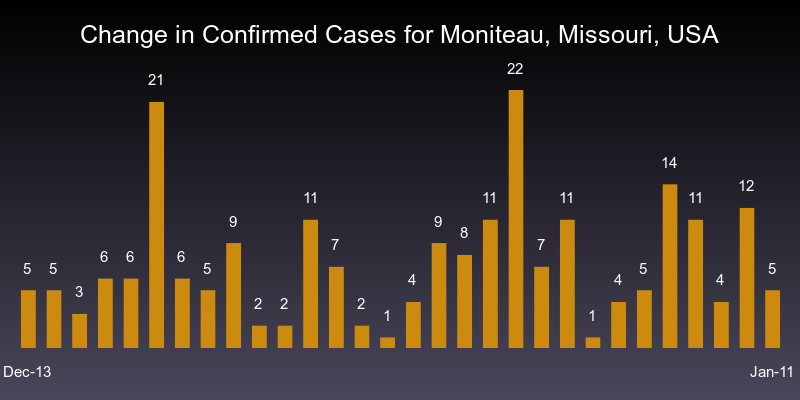 Change in Confirmed Cases for Moniteau, Missouri, USA
5 5 3 6 6 21 6 5 9 2 2 11 7 2 1 4 9 8 11 22 7 11 1 4 5 14 11 4 12 5
Dec-13 Jan-11